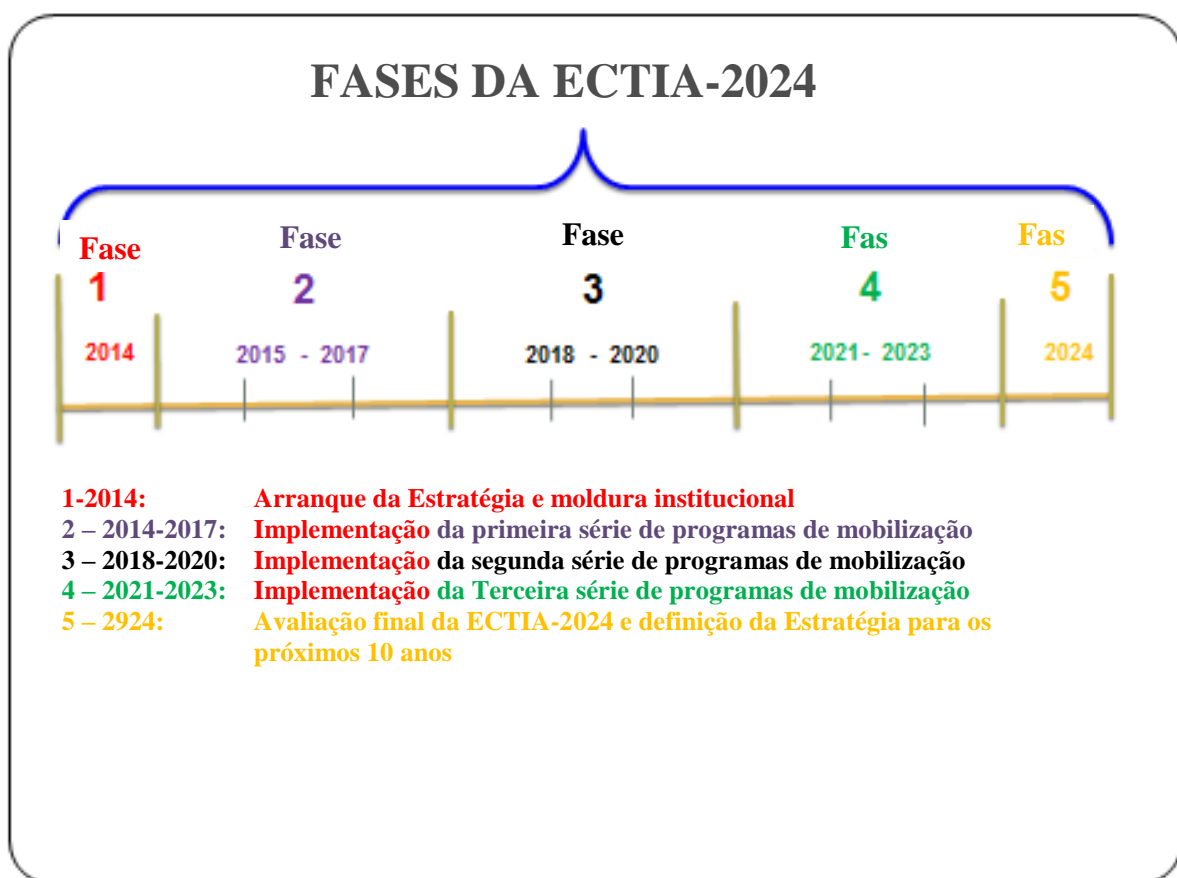 FASES DA ECTIA-2024
Fase Fase Fase Fas Fas
1 2 3 4 5
2014 2015 - 2017 2018 - 2020 2021- 2023 2024
1-2014: Arranque da Estratégia e moldura institucional
2 – 2014-2017: Implementação da primeira série de programas de mobilização
3 – 2018-2020: Implementação da segunda série de programas de mobilização
4 – 2021-2023: Implementação da Terceira série de programas de mobilização
5 – 2924: Avaliação final da ECTIA-2024 e definição da Estratégia para os
próximos 10 anos